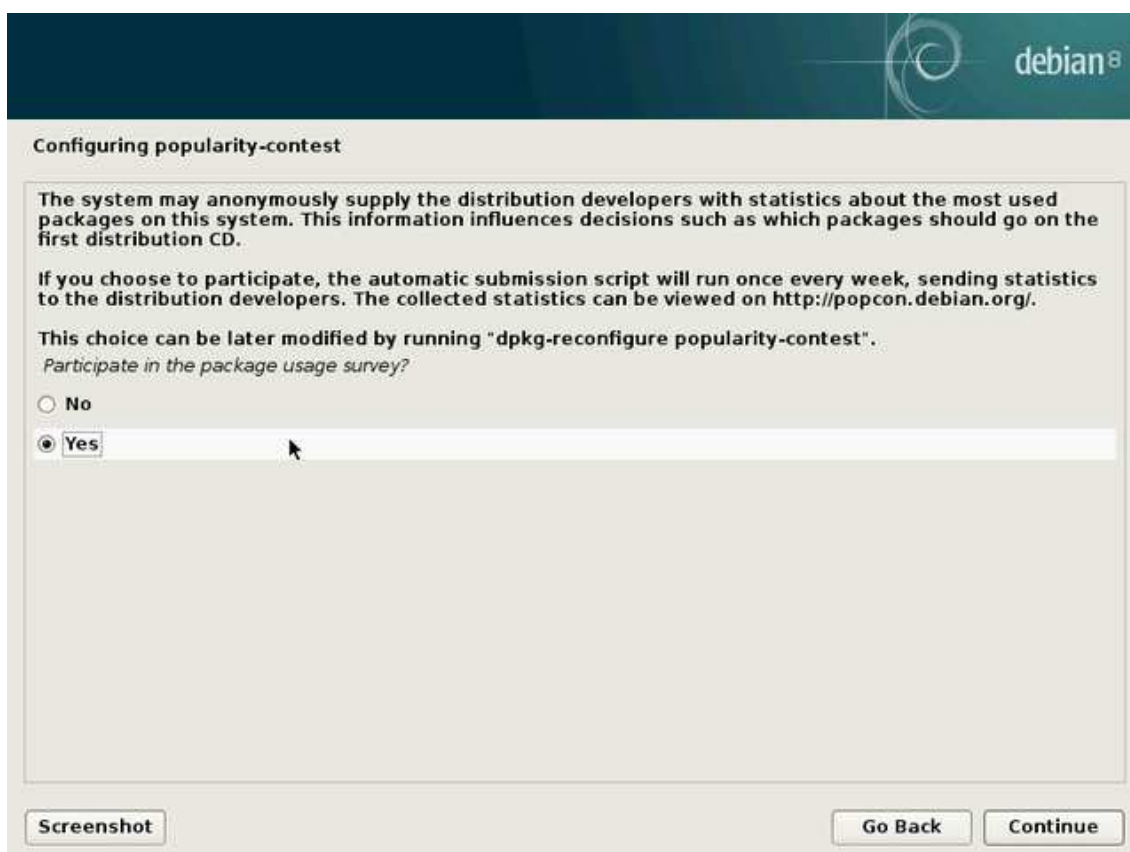 debian 8
Configuring popularity-contest
The system may anonymously supply the distribution developers with statistics about the most used
packages on this system. This information influences decisions such as which packages should go on the
first distribution CD.
If you choose to participate, the automatic submission script will run once every week, sending statistics
to the distribution developers. The collected statistics can be viewed on http://popcon.debian.org/.
This choice can be later modified by running "dpkg-reconfigure popularity-contest".
Participate in the package usage survey?
No
Yes
Screenshot
Go Back
Continue